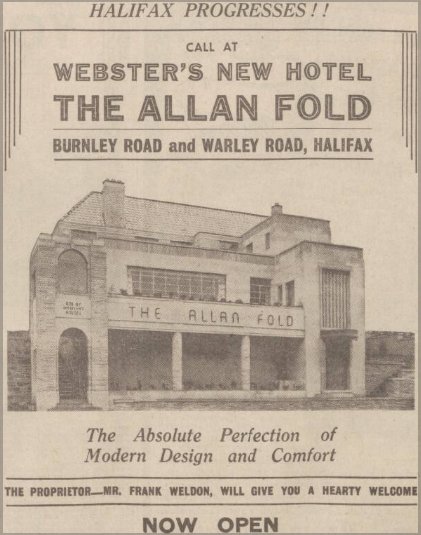 HALIFAX PROGRESSES!!
CALL AT
WEBSTER'S NEW HOTEL
THE ALLAN FOLD
BURNLEY ROAD and WARLEY ROAD, HALIFAX
THE ALLAN FOLD
The Absolute Perfection of
Modern Design and Comfort
THE PROPRIETOR—MR. FRANK WELDON, WILL GIVE YOU A HEARTY WELCOME
NOW OPEN